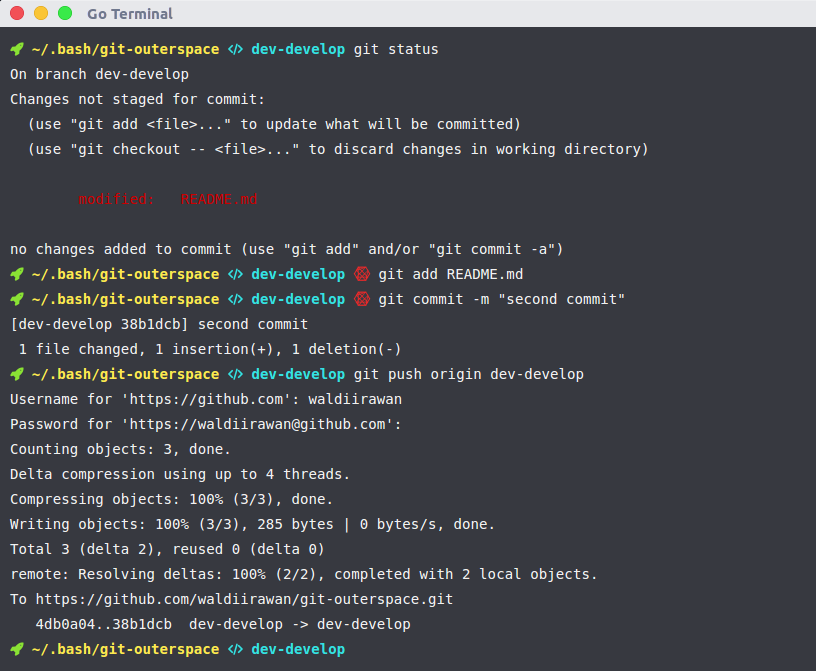 Go Terminal
~/.bash/git-outerspace </> dev-develop git status
On branch dev-develop
Changes not staged for commit:
  (use "git add <file>..." to update what will be committed)
  (use "git checkout -- <file>..." to discard changes in working directory)
        modified:   README.md
no changes added to commit (use "git add" and/or "git commit -a")
~/.bash/git-outerspace </> dev-develop git add README.md
~/.bash/git-outerspace </> dev-develop git commit -m "second commit"
[dev-develop 38b1dcb] second commit
 1 file changed, 1 insertion(+), 1 deletion(-)
~/.bash/git-outerspace </> dev-develop git push origin dev-develop
Username for 'https://github.com': waldiirawan
Password for 'https://waldiirawan@github.com':
Counting objects: 3, done.
Delta compression using up to 4 threads.
Compressing objects: 100% (3/3), done.
Writing objects: 100% (3/3), 285 bytes | 0 bytes/s, done.
Total 3 (delta 2), reused 0 (delta 0)
remote: Resolving deltas: 100% (2/2), completed with 2 local objects.
To https://github.com/waldiirawan/git-outerspace.git
   4db0a04..38b1dcb  dev-develop -> dev-develop
~/.bash/git-outerspace </> dev-develop